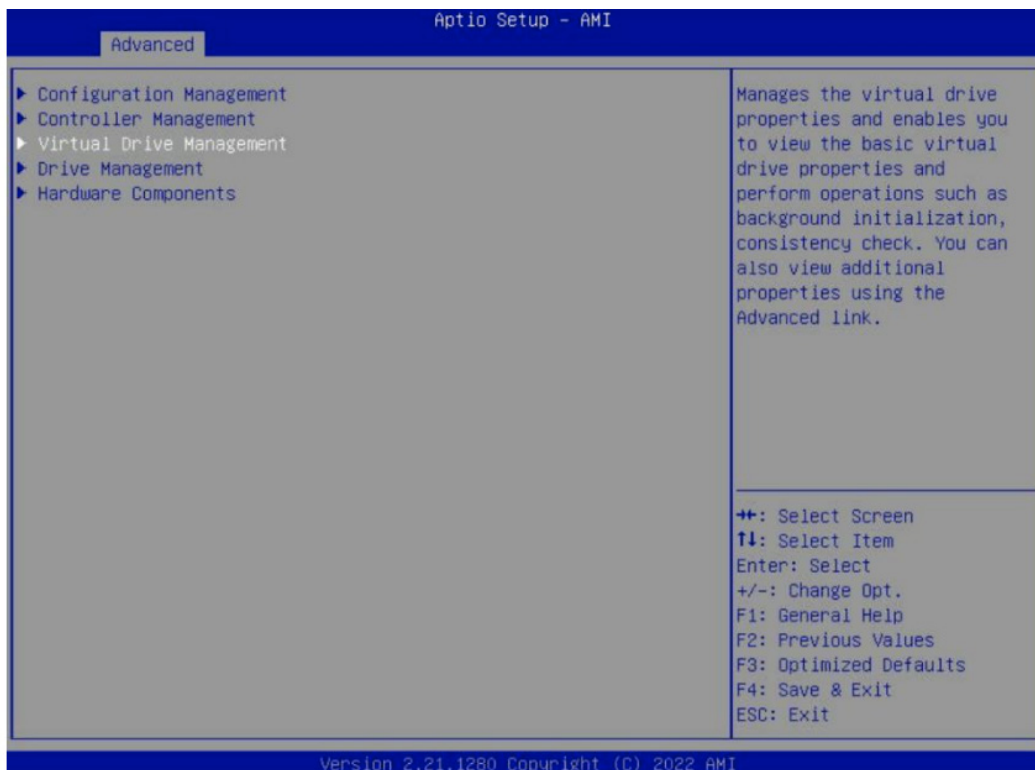 Aptio Setup - AMI
Advanced
Configuration Management
Controller Management
Virtual Drive Management
Drive Management
Hardware Components
Manages the virtual drive
properties and enables you
to view the basic virtual
drive properties and
perform operations such as
background initialization,
consistency check. You can
also view additional
properties using the
Advanced link.
→←: Select Screen
↑↓: Select Item
Enter: Select
+/-: Change Opt.
F1: General Help
F2: Previous Values
F3: Optimized Defaults
F4: Save & Exit
ESC: Exit
Version 2.21.1280 Copyright (C) 2022 AMI